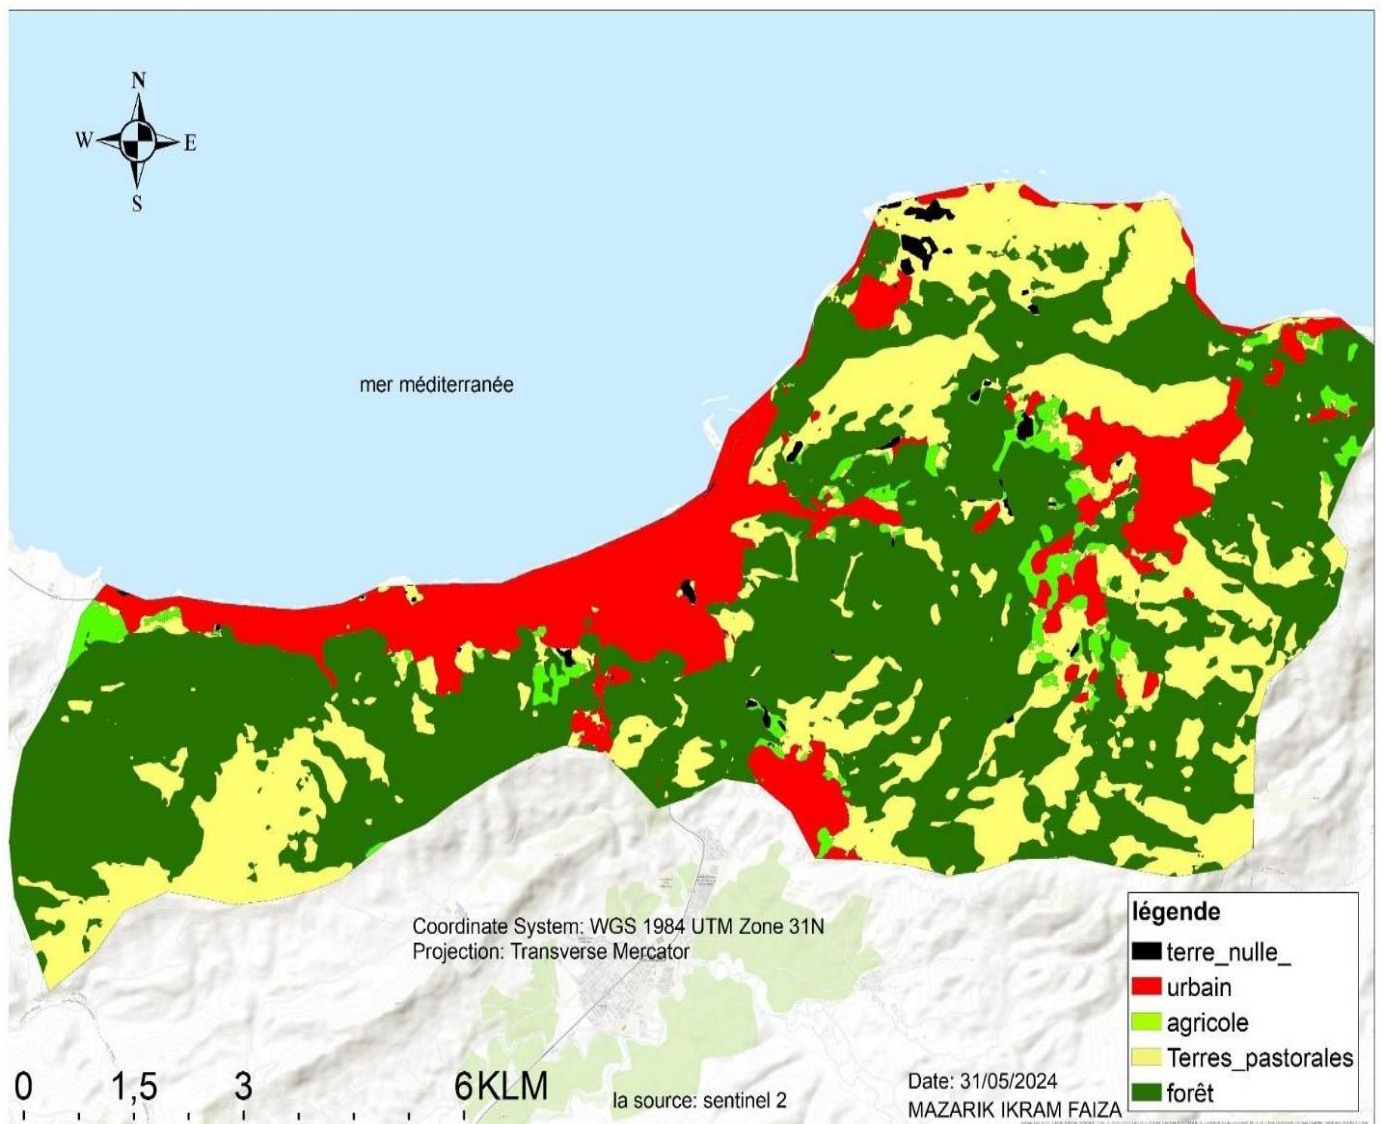 N
W E
S
mer méditerranée
Coordinate System: WGS 1984 UTM Zone 31N
Projection: Transverse Mercator
légende
terre_nulle_
urbain
agricole
Terres_pastorales
forêt
0 1,5 3 6KLM
la source: sentinel 2
Date: 31/05/2024
MAZARIK IKRAM FAIZA